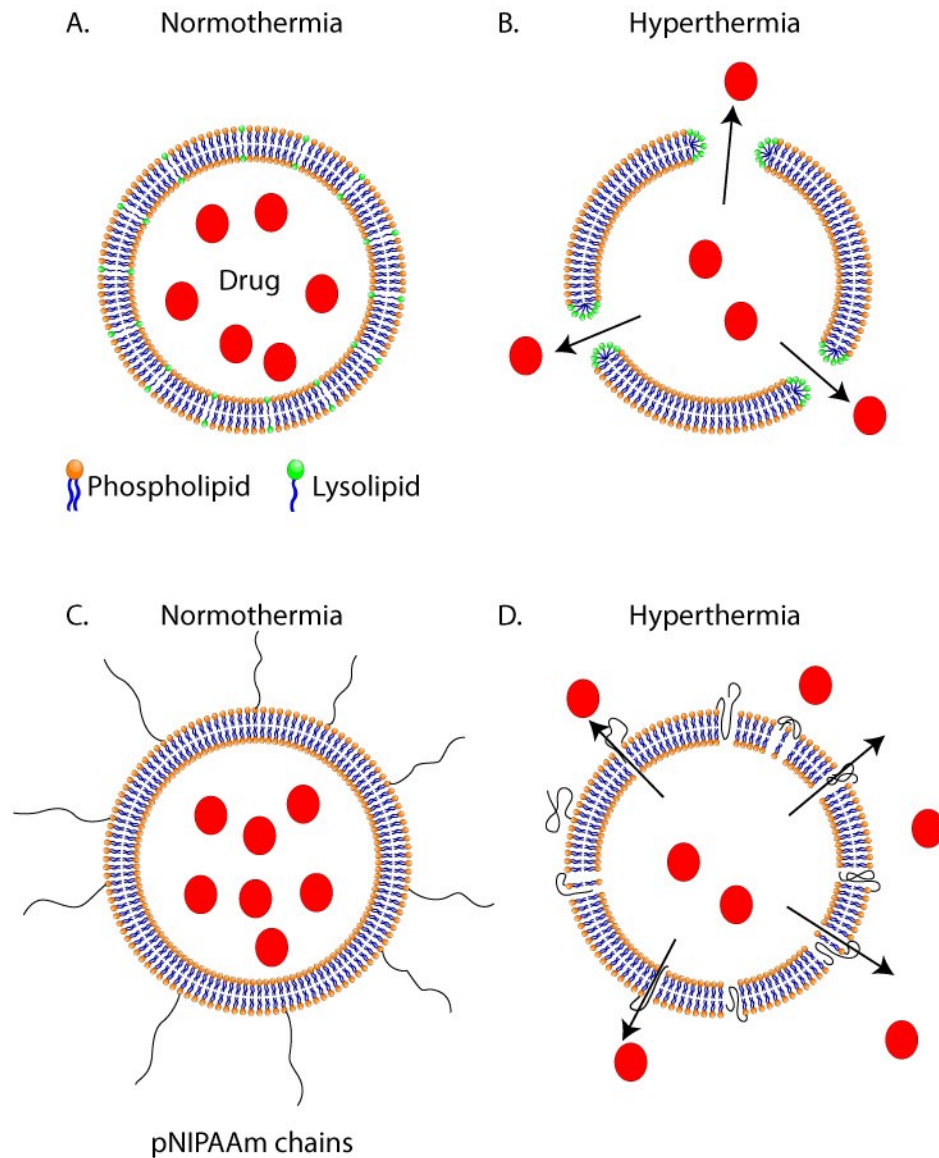 A. Normothermia
B. Hyperthermia
Drug
Phospholipid
Lysolipid
C. Normothermia
D. Hyperthermia
pNIPAAm chains